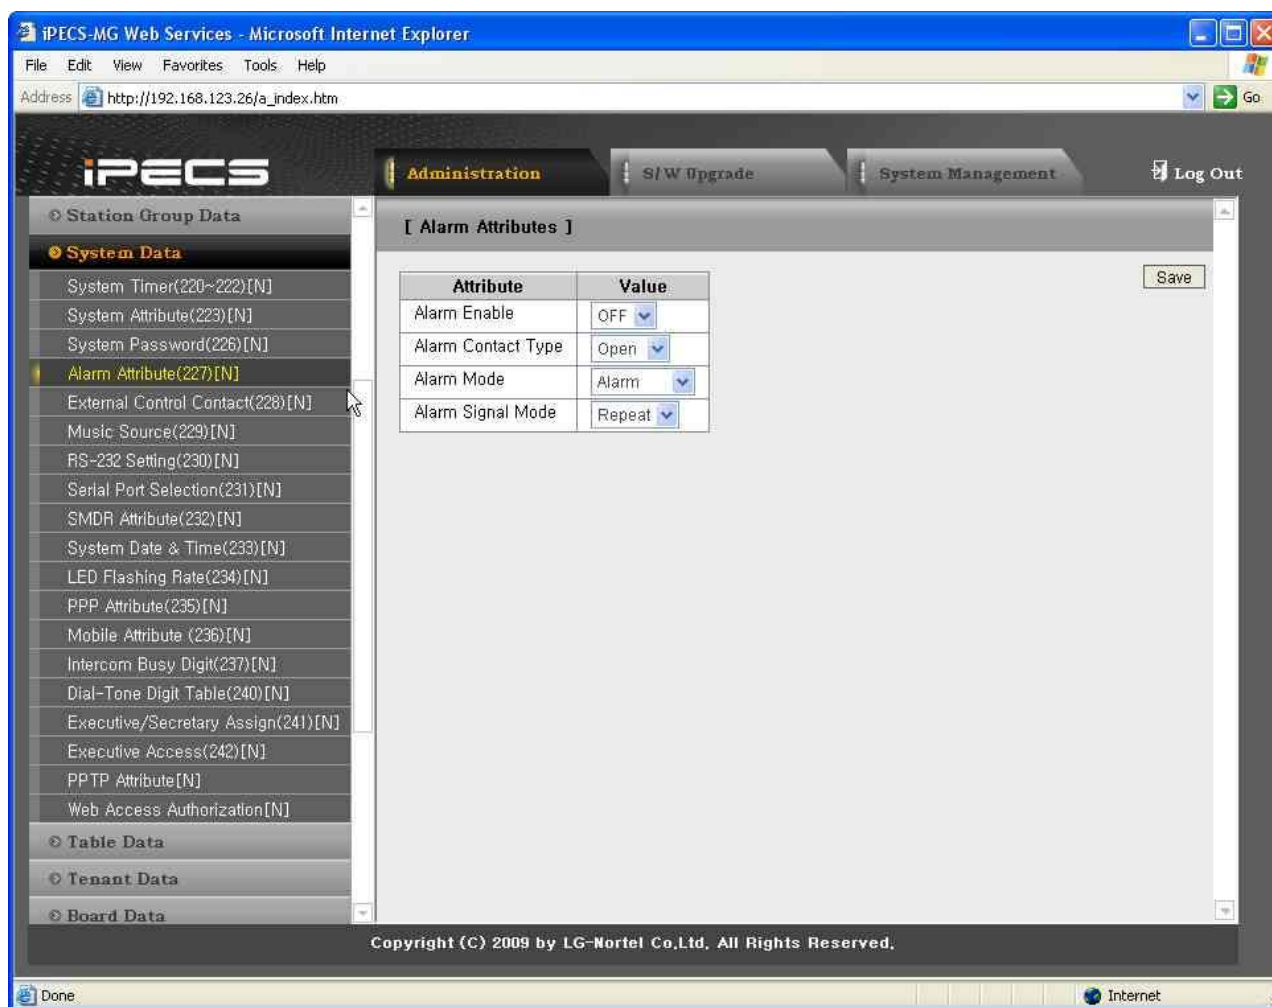 iPECS-MG Web Services - Microsoft Internet Explorer
File Edit View Favorites Tools Help
Address http://192.168.123.26/a_index.htm Go
iPECS Administration S/W Upgrade System Management Log Out
Station Group Data
System Data
System Timer(220~222)[N]
System Attribute(223)[N]
System Password(226)[N]
Alarm Attribute(227)[N]
External Control Contact(228)[N]
Music Source(229)[N]
RS-232 Setting(230)[N]
Serial Port Selection(231)[N]
SMDR Attribute(232)[N]
System Date & Time(233)[N]
LED Flashing Rate(234)[N]
PPP Attribute(235)[N]
Mobile Attribute (236)[N]
Intercom Busy Digit(237)[N]
Dial-Tone Digit Table(240)[N]
Executive/Secretary Assign(241)[N]
Executive Access(242)[N]
PPTP Attribute[N]
Web Access Authorization[N]
Table Data
Tenant Data
Board Data
[ Alarm Attributes ]
Save
Attribute Value
Alarm Enable OFF
Alarm Contact Type Open
Alarm Mode Alarm
Alarm Signal Mode Repeat
Copyright (C) 2009 by LG-Nortel Co,Ltd, All Rights Reserved,
Done Internet